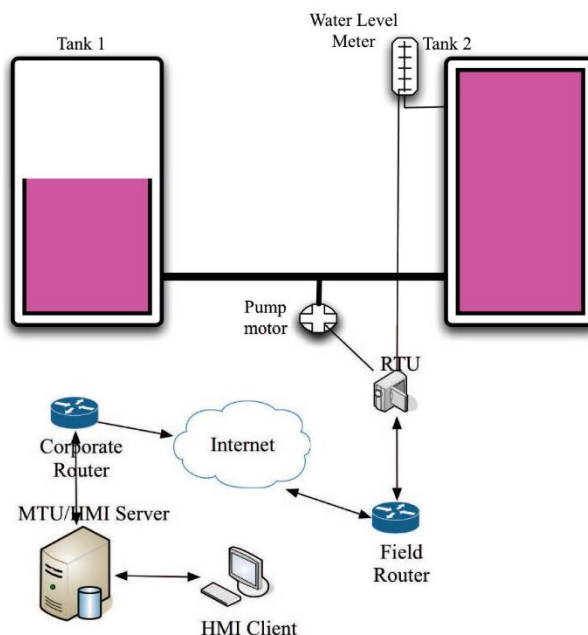 Water Level
Meter
Tank 1
Tank 2
Pump
motor
RTU
Corporate
Router
Internet
MTU/HMI Server
Field
Router
HMI Client